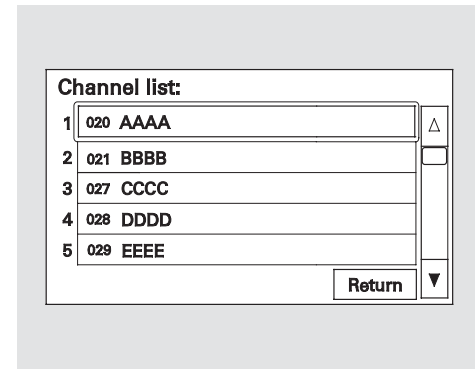 Channel list:
1 020 AAAA
2 021 BBBB
3 027 CCCC
4 028 DDDD
5 029 EEEE
Return